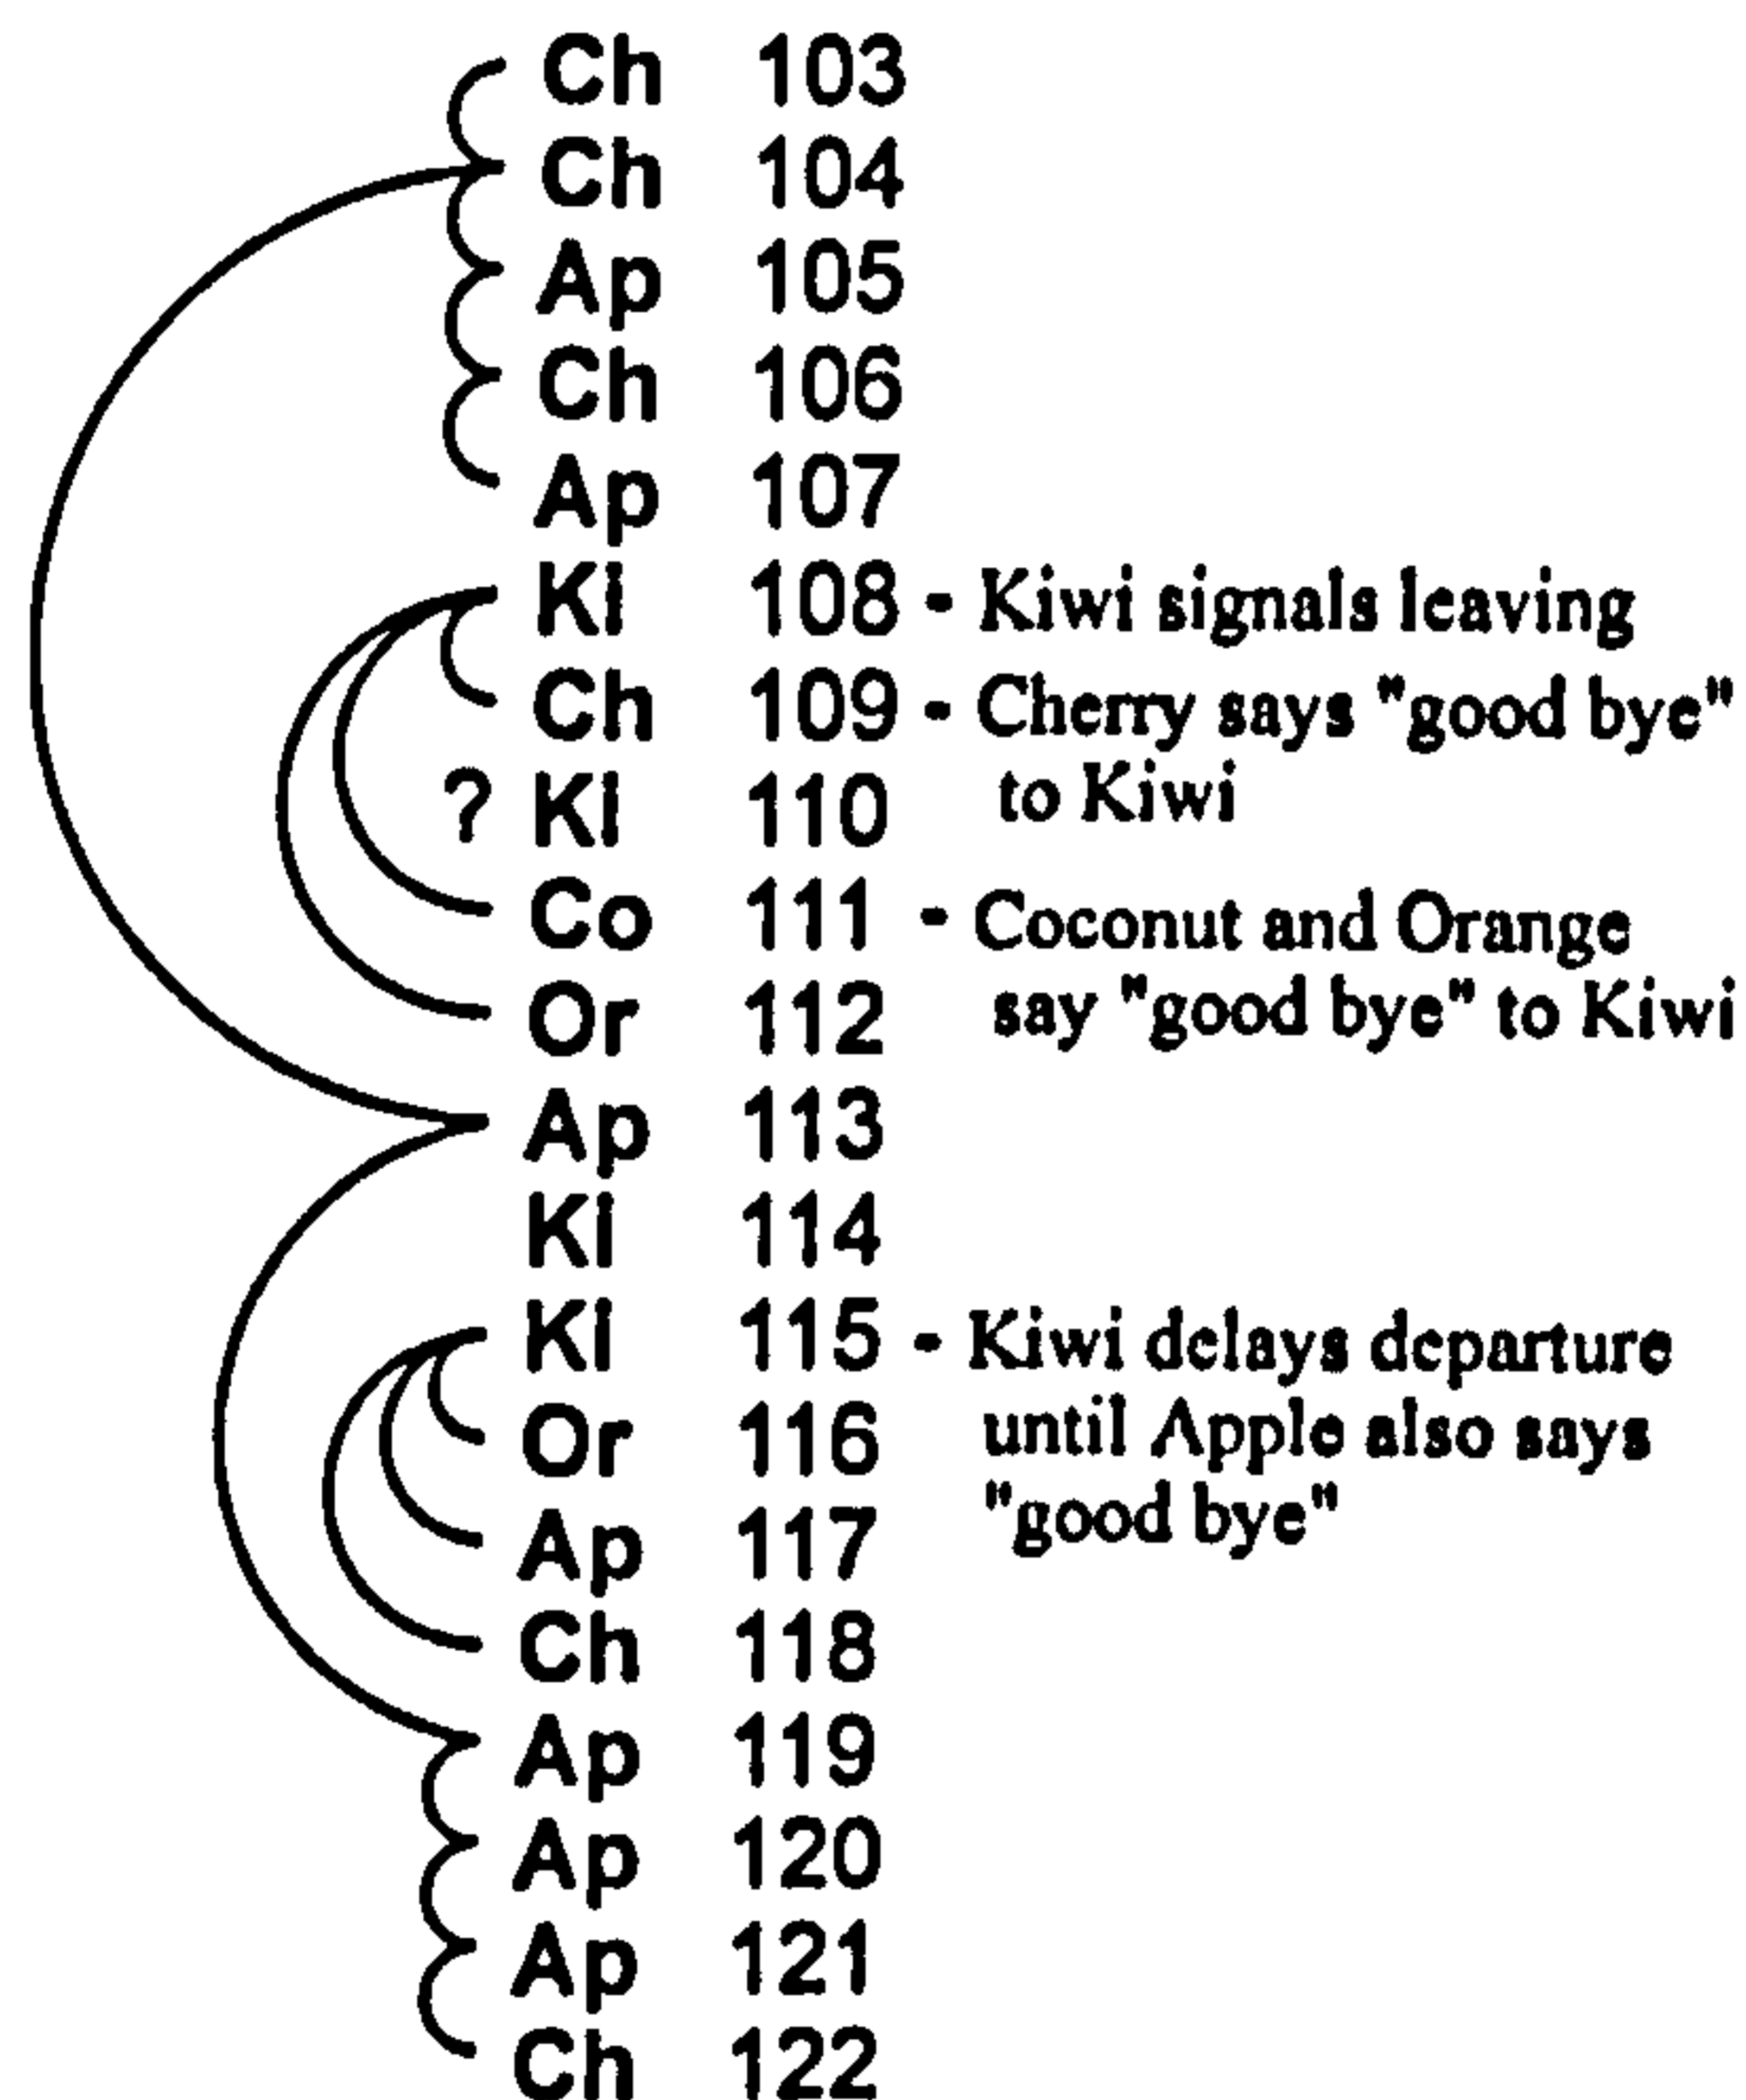 Ch 103
Ch 104
Ap 105
Ch 106
Ap 107
Ki 108 - Kiwi signals leaving
Ch 109 - Cherry says "good bye"
? Ki 110 to Kiwi
Co 111 - Coconut and Orange
Or 112 say "good bye" to Kiwi
Ap 113
Ki 114
Ki 115 - Kiwi delays departure
Or 116 until Apple also says
Ap 117 "good bye"
Ch 118
Ap 119
Ap 120
Ap 121
Ch 122